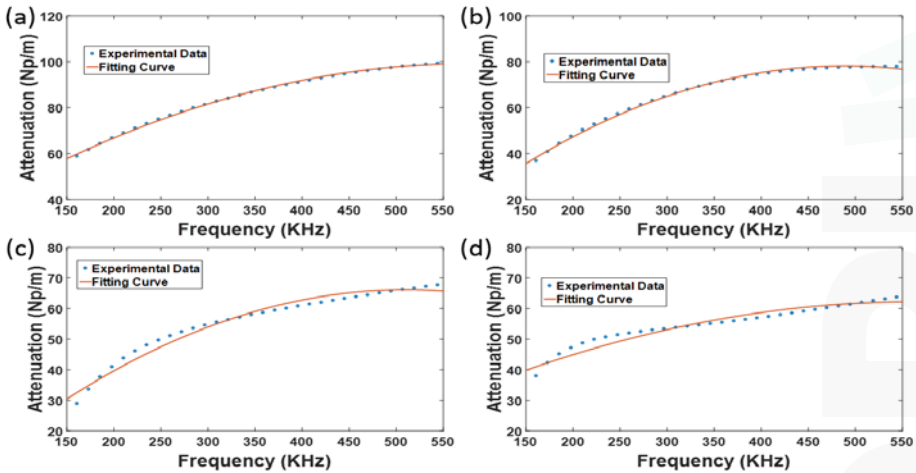 (a)
120
100
80
60
40
Attenuation (Np/m)
Experimental Data
Fitting Curve
150 200 250 300 350 400 450 500 550
Frequency (KHz)
(b)
100
80
60
40
20
Attenuation (Np/m)
Experimental Data
Fitting Curve
150 200 250 300 350 400 450 500 550
Frequency (KHz)
(c)
80
70
60
50
40
30
20
Attenuation (Np/m)
Experimental Data
Fitting Curve
150 200 250 300 350 400 450 500 550
Frequency (KHz)
(d)
80
70
60
50
40
30
20
Attenuation (Np/m)
Experimental Data
Fitting Curve
150 200 250 300 350 400 450 500 550
Frequency (KHz)